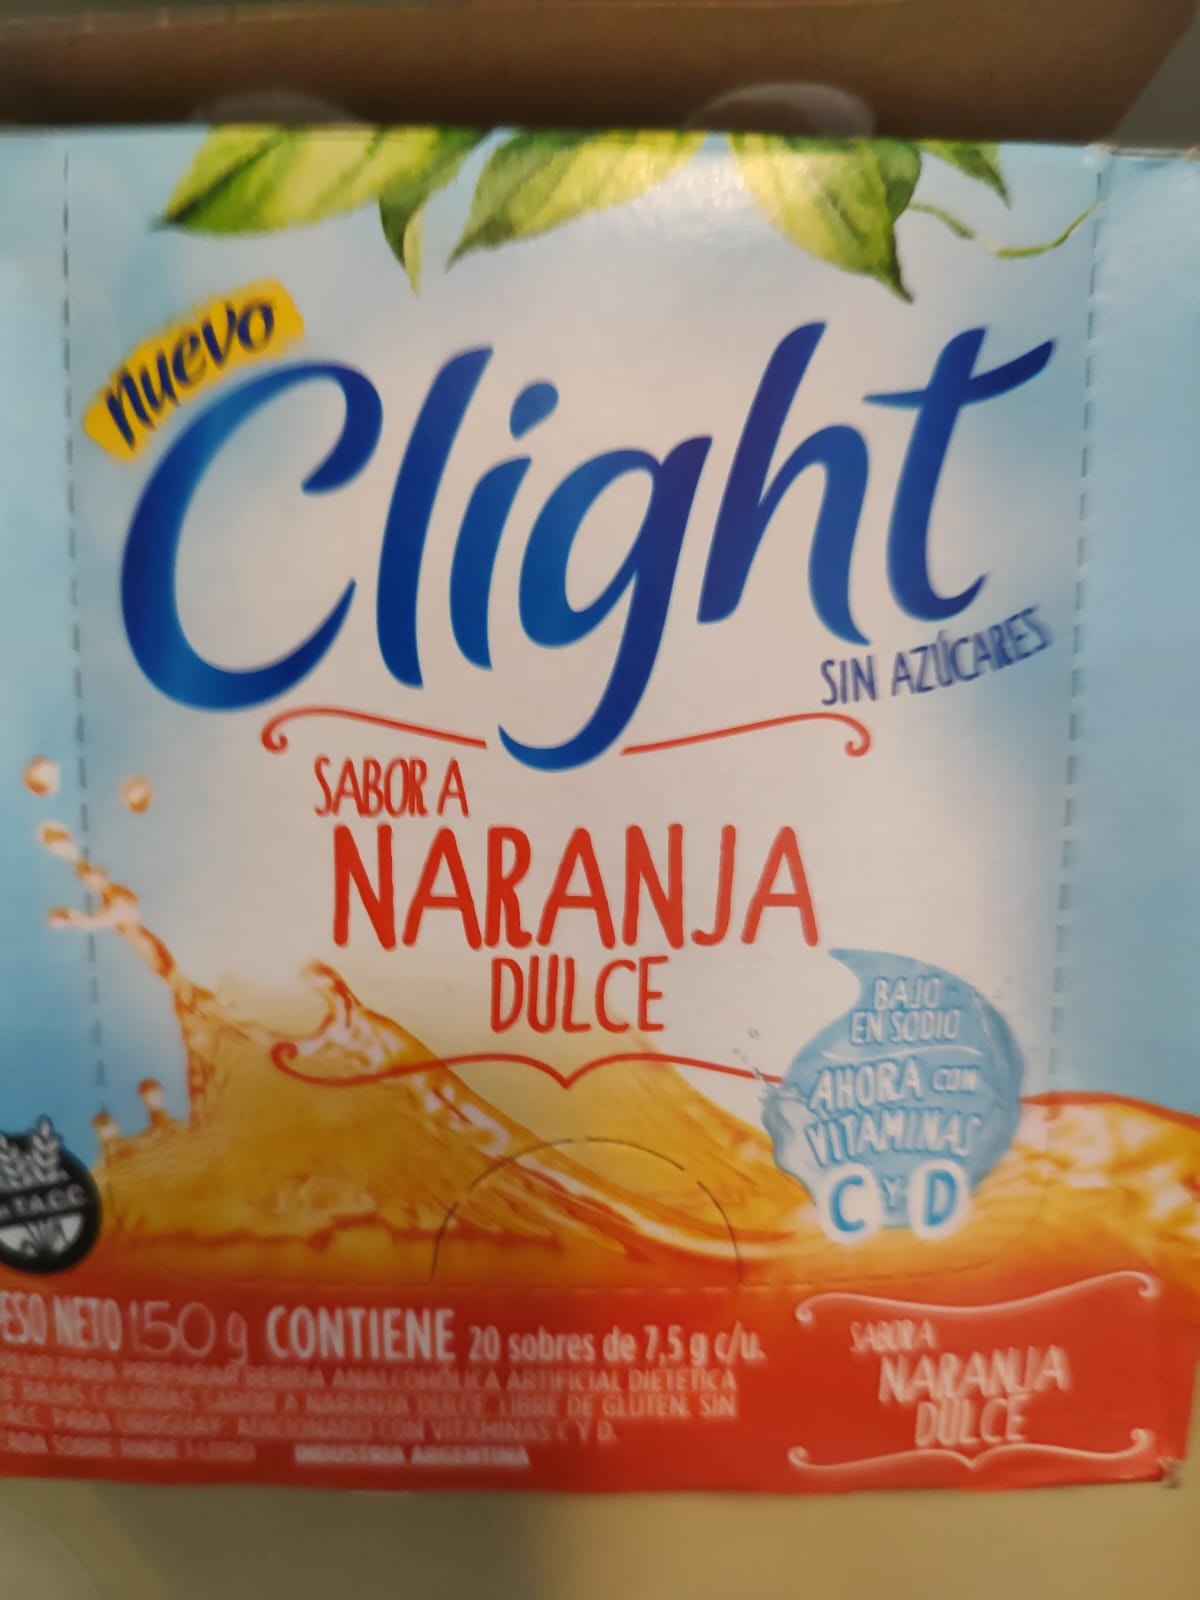 nuevo
Clight
SIN AZÚCARES
SABOR A
NARANJA
DULCE
BAJO
EN SODIO
AHORA CON
VITAMINAS
C Y D
T.A.C.C.
PESO NETO 150 g CONTIENE 20 sobres de 7,5 g c/u.
POLVO PARA PREPARAR BEBIDA ANALCOHÓLICA ARTIFICIAL DIETÉTICA
DE BAJAS CALORÍAS SABOR A NARANJA DULCE. LIBRE DE GLUTEN. SIN
TACC PARA URUGUAY. ADICIONADO CON VITAMINAS C Y D.
CADA SOBRE RINDE 1 LITRO INDUSTRIA ARGENTINA
SABOR A
NARANJA
DULCE